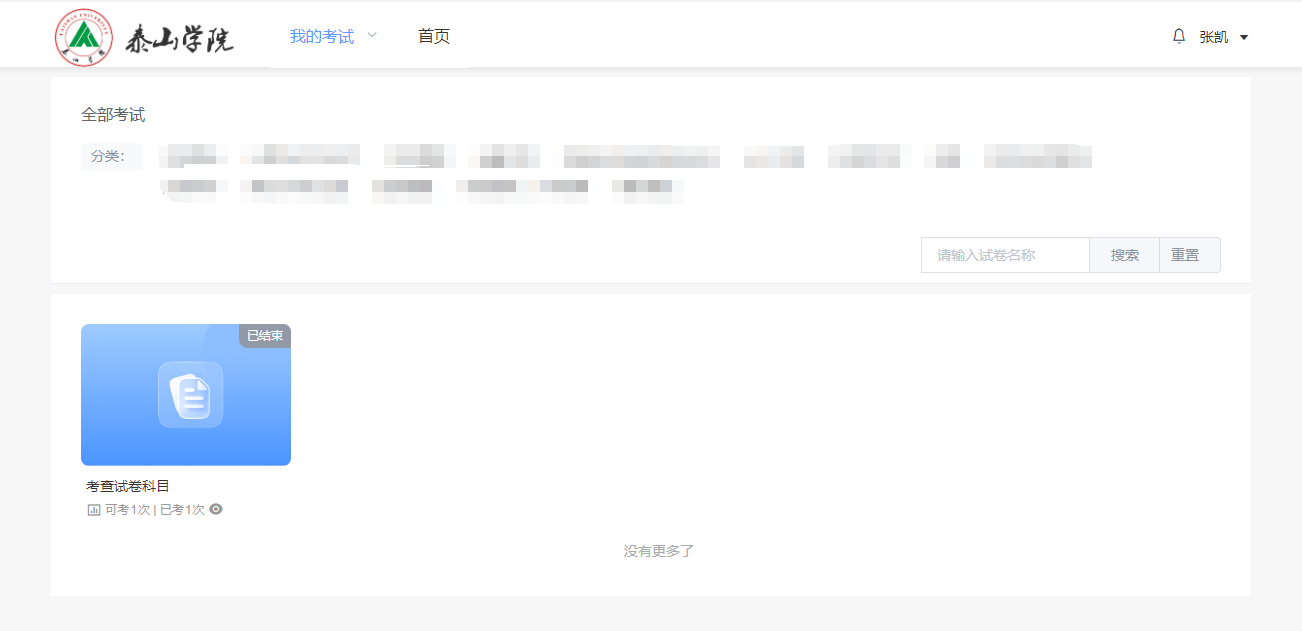 泰山学院
我的考试 首页
张凯
全部考试
分类：
请输入试卷名称 搜索 重置
已结束
考查试卷科目
可考1次 | 已考1次
没有更多了